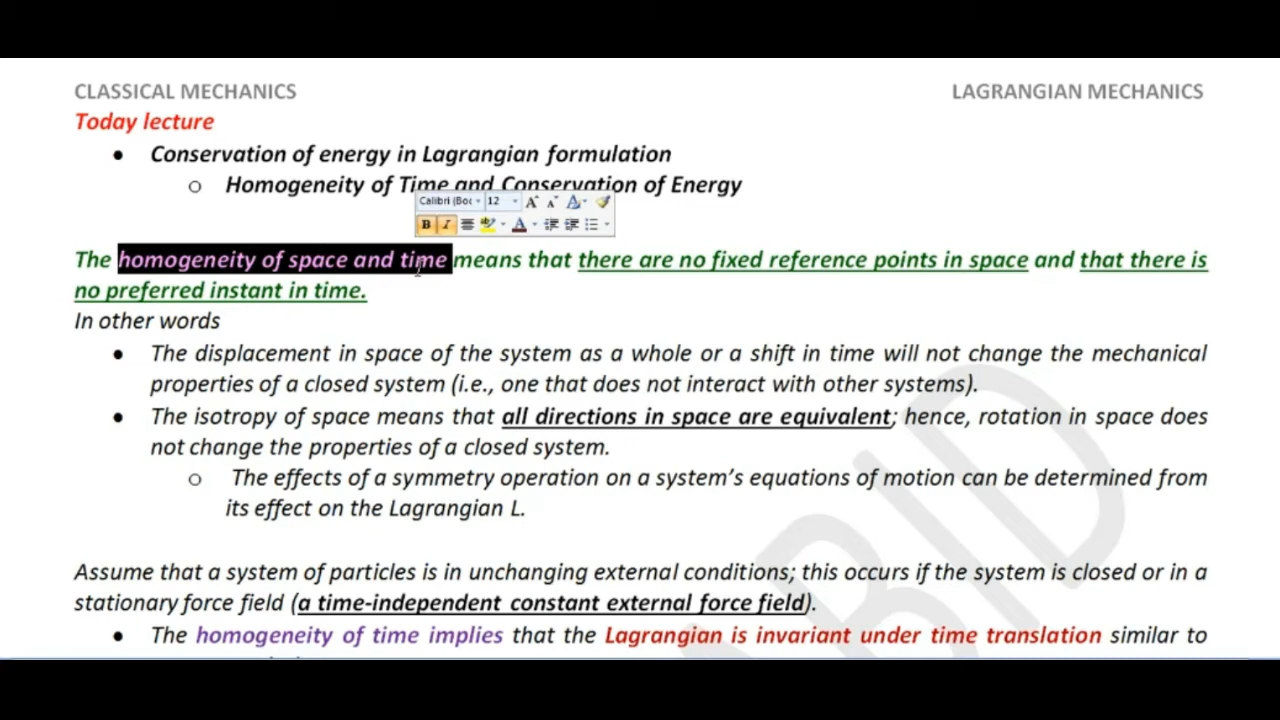 CLASSICAL MECHANICS LAGRANGIAN MECHANICS
Today lecture
• Conservation of energy in Lagrangian formulation
o Homogeneity of Time and Conservation of Energy
Calibri (Boc 12
B I
The homogeneity of space and time means that there are no fixed reference points in space and that there is
no preferred instant in time.
In other words
• The displacement in space of the system as a whole or a shift in time will not change the mechanical
properties of a closed system (i.e., one that does not interact with other systems).
• The isotropy of space means that all directions in space are equivalent; hence, rotation in space does
not change the properties of a closed system.
o The effects of a symmetry operation on a system's equations of motion can be determined from
its effect on the Lagrangian L.
Assume that a system of particles is in unchanging external conditions; this occurs if the system is closed or in a
stationary force field (a time-independent constant external force field).
• The homogeneity of time implies that the Lagrangian is invariant under time translation similar to